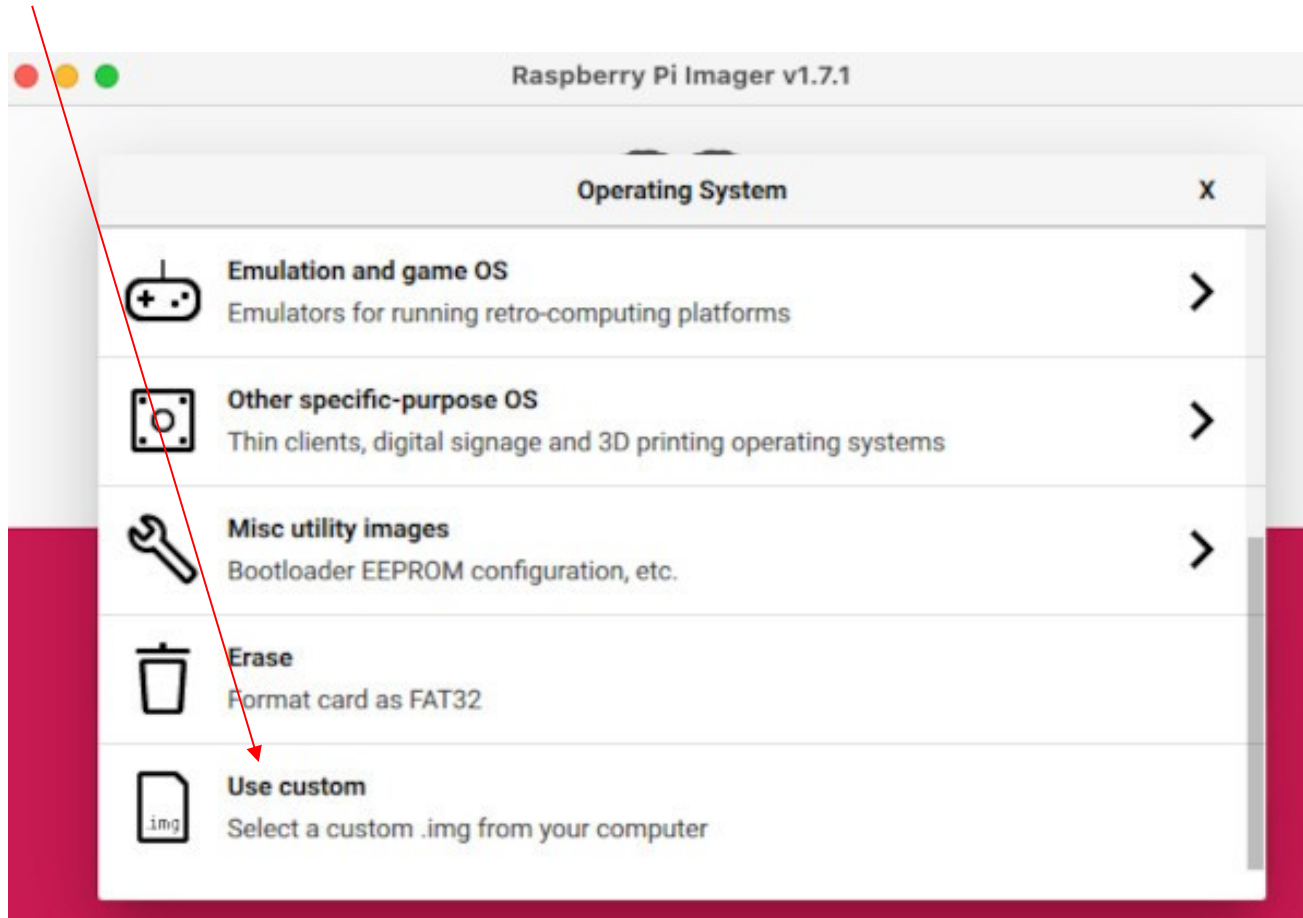 Raspberry Pi Imager v1.7.1
Operating System X
Emulation and game OS
Emulators for running retro-computing platforms
Other specific-purpose OS
Thin clients, digital signage and 3D printing operating systems
Misc utility images
Bootloader EEPROM configuration, etc.
Erase
Format card as FAT32
Use custom
.img
Select a custom .img from your computer